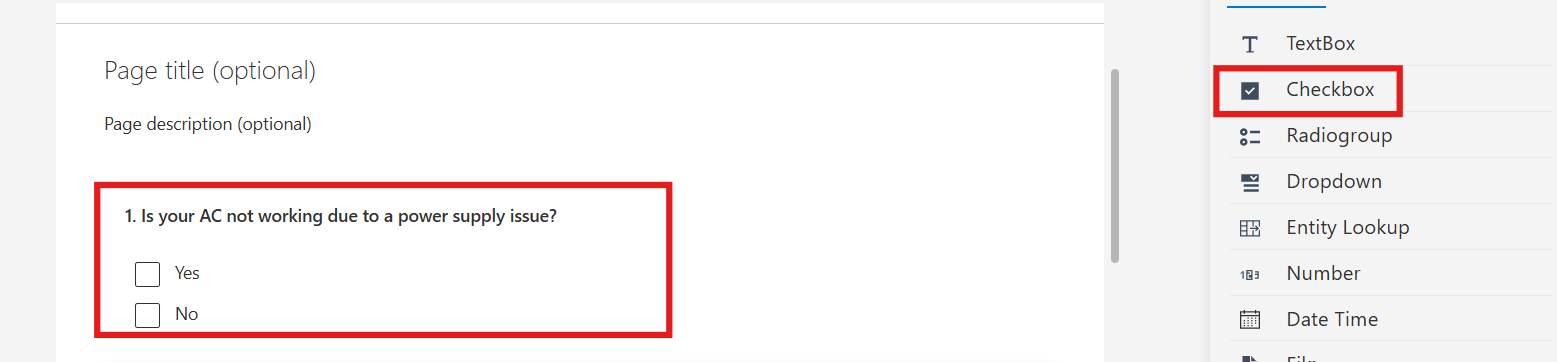 Page title (optional)
Page description (optional)
1. Is your AC not working due to a power supply issue?
Yes
No
TextBox
Checkbox
Radiogroup
Dropdown
Entity Lookup
Number
Date Time